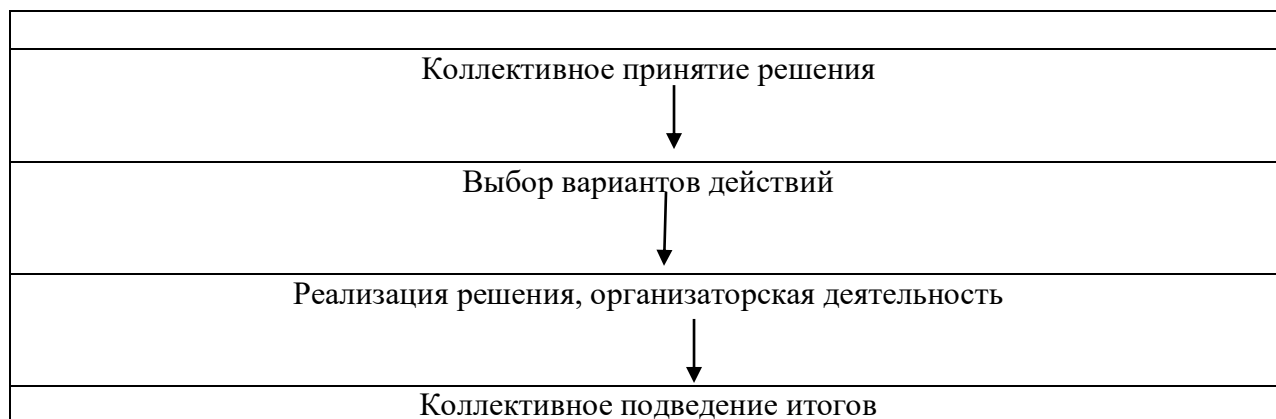 Коллективное принятие решения
Выбор вариантов действий
Реализация решения, организаторская деятельность
Коллективное подведение итогов